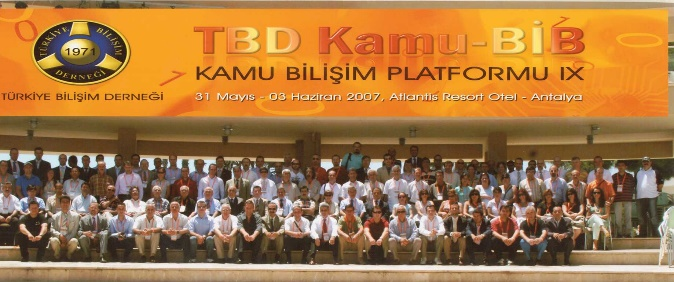 TÜRKİYE BİLİŞİM
1971
DERNEĞİ
TÜRKİYE BİLİŞİM DERNEĞİ
TBD Kamu-BİB
KAMU BİLİŞİM PLATFORMU IX
31 Mayıs - 03 Haziran 2007, Atlantis Resort Otel - Antalya